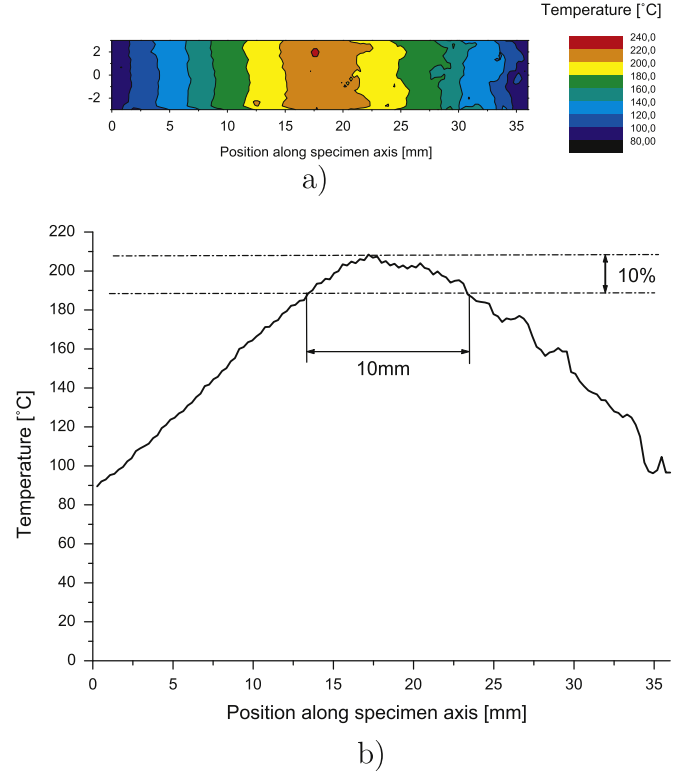 Temperature [˚C]
2
0
-2
0 5 10 15 20 25 30 35
Position along specimen axis [mm]
240,0
220,0
200,0
180,0
160,0
140,0
120,0
100,0
80,00
a)
220
200
180
160
140
120
100
80
60
40
20
0
Temperature [˚C]
10%
10mm
0 5 10 15 20 25 30 35
Position along specimen axis [mm]
b)